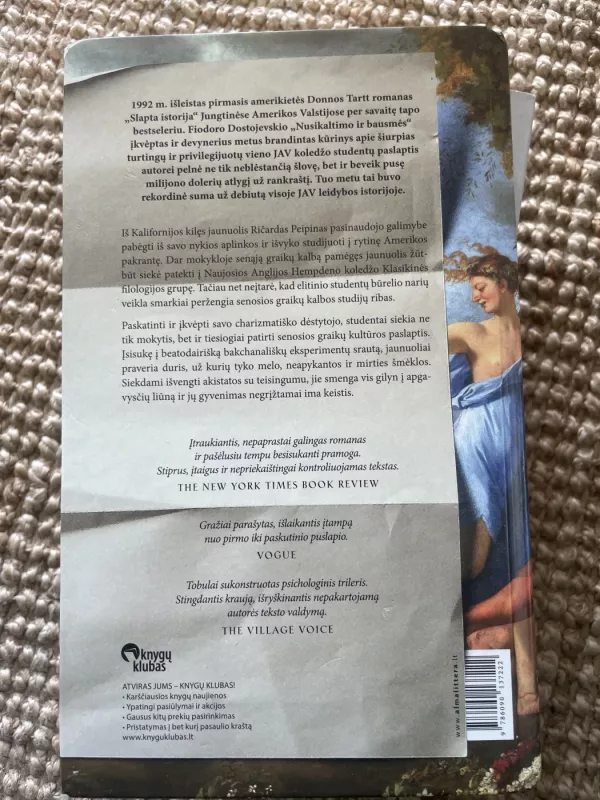 1992 m. išleistas pirmasis amerikietės Donnos Tartt romanas
„Slapta istorija“ Jungtinėse Amerikos Valstijose per savaitę tapo
bestseleriu. Fiodoro Dostojevskio „Nusikaltimo ir bausmės“
įkvėptas ir devynerius metus brandintas kūrinys apie šiurpias
turtingų ir privilegijuotų vieno JAV koledžo studentų paslaptis
autorei pelnė ne tik neblėstančią šlovę, bet ir beveik pusę
milijono dolerių atlygį už rankraštį. Tuo metu tai buvo
rekordinė suma už debiutą visoje JAV leidybos istorijoje.
Iš Kalifornijos kilęs jaunuolis Ričardas Peipinas pasinaudojo galimybe
pabėgti iš savo nykios aplinkos ir išvyko studijuoti į rytinę Amerikos
pakrantę. Dar mokykloje senąją graikų kalbą pamėgęs jaunuolis žūt-
būt siekė patekti į Naujosios Anglijos Hempdeno koledžo Klasikinės
filologijos grupę. Tačiau net neįtarė, kad elitinio studentų būrelio narių
veikla smarkiai peržengia senosios graikų kalbos studijų ribas.
Paskatinti ir įkvėpti savo charizmatiško dėstytojo, studentai siekia ne
tik mokytis, bet ir tiesiogiai patirti senosios graikų kultūros paslaptis.
Įsisukę į beatodairišką bakchanališkų eksperimentų srautą, jaunuoliai
praveria duris, už kurių tyko melo, neapykantos ir mirties šmėklos.
Siekdami išvengti akistatos su teisingumu, jie smenga vis gilyn į apga-
vysčių liūną ir jų gyvenimas negrįžtamai ima keistis.
Įtraukiantis, nepaprastai galingas romanas
ir pašėlusiu tempu besisukanti pramoga.
Stiprus, įtaigus ir nepriekaištingai kontroliuojamas tekstas.
THE NEW YORK TIMES BOOK REVIEW
Gražiai parašytas, išlaikantis įtampą
nuo pirmo iki paskutinio puslapio.
VOGUE
Tobulai sukonstruotas psichologinis trileris.
Stingdantis kraują, išryškinantis nepakartojamą
autorės teksto valdymą.
THE VILLAGE VOICE
knygų
klubas
ATVIRAS JUMS – KNYGŲ KLUBAS!
• Karščiausios knygų naujienos
• Ypatingi pasiūlymai ir akcijos
• Gausus kitų prekių pasirinkimas
• Pristatymas į bet kurį pasaulio kraštą
www.knyguklubas.lt
www.almalittera.lt
9 786090 137222